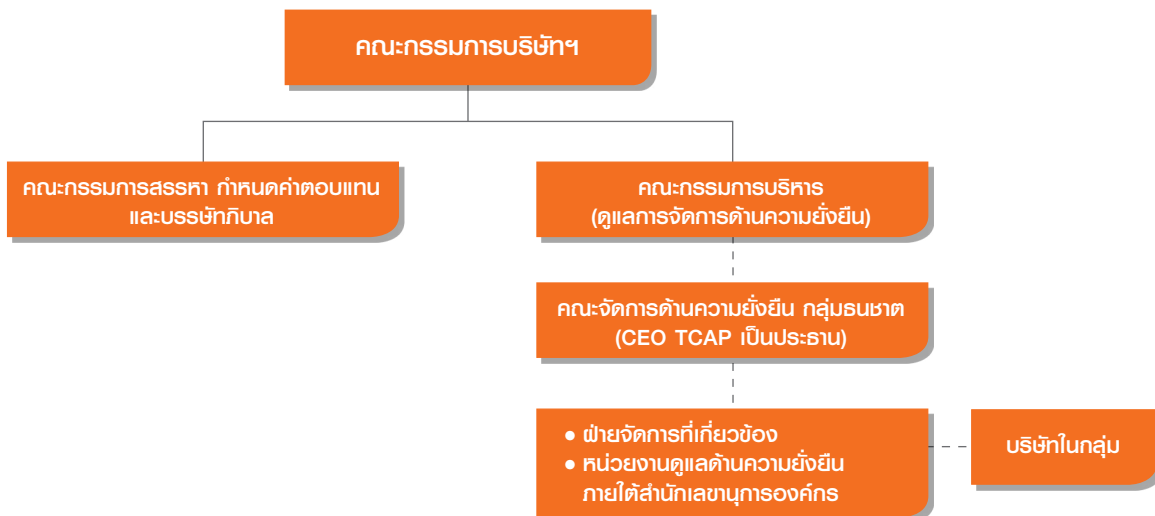 คณะกรรมการบริษัทฯ
คณะกรรมการสรรหา กำหนดค่าตอบแทน
และบรรษัทภิบาล
คณะกรรมการบริหาร
(ดูแลการจัดการด้านความยั่งยืน)
คณะจัดการด้านความยั่งยืน กลุ่มธนชาต
(CEO TCAP เป็นประธาน)
● ฝ่ายจัดการที่เกี่ยวข้อง
● หน่วยงานดูแลด้านความยั่งยืน
ภายใต้สำนักเลขานุการองค์กร
บริษัทในกลุ่ม